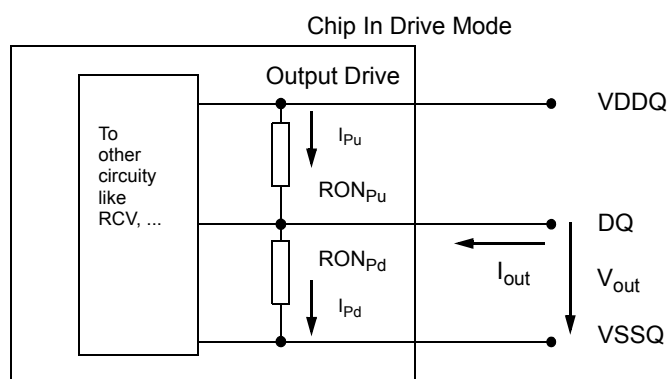 Chip In Drive Mode
Output Drive
VDDQ
To
other
circuity
like
RCV, ...
IPu
RONPu
DQ
RONPd
Iout
Vout
IPd
VSSQ